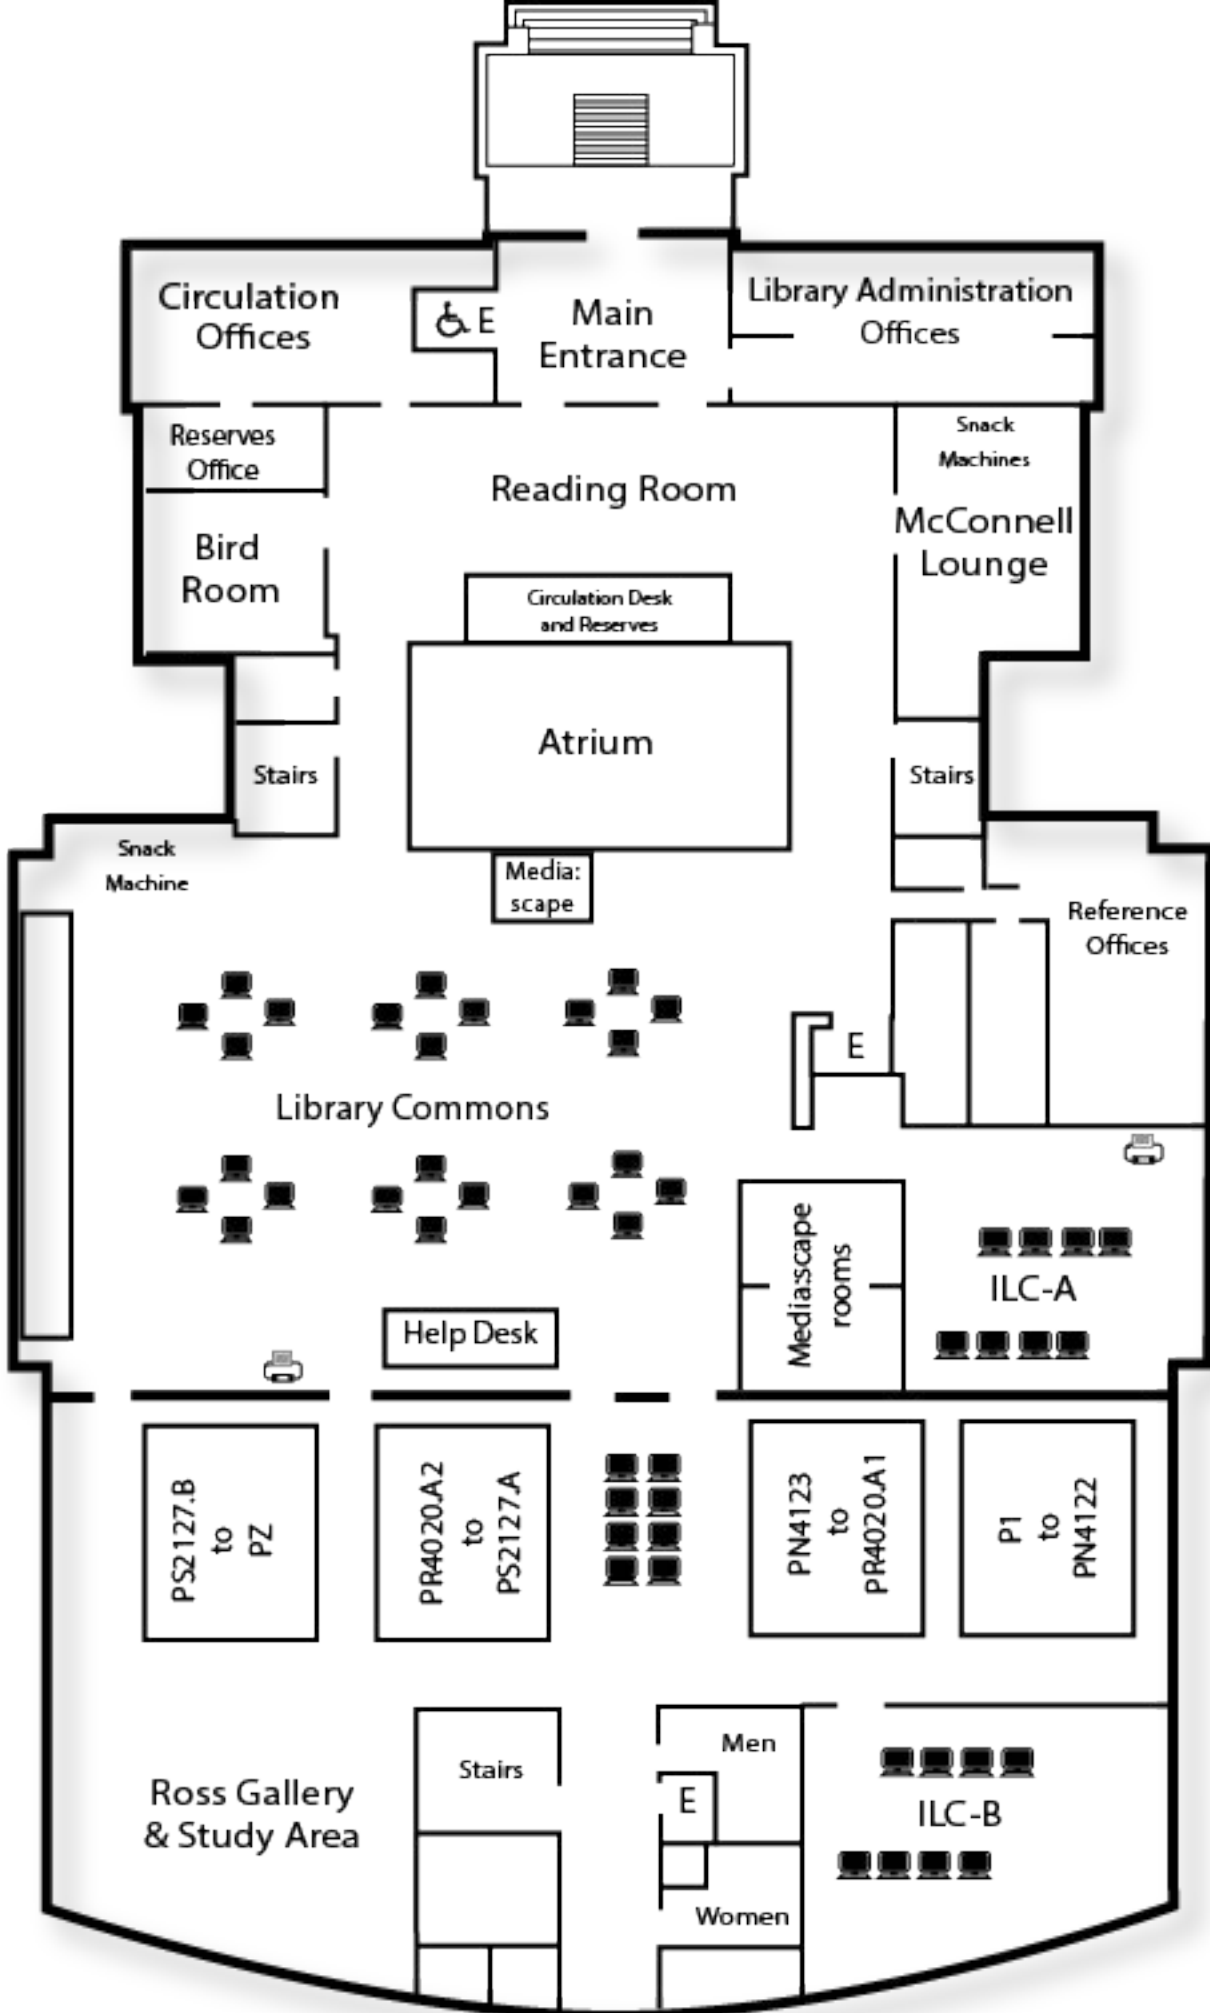 Circulation
Offices
E
Main
Entrance
Library Administration
Offices
Reserves
Office
Bird
Room
Reading Room
Snack
Machines
McConnell
Lounge
Circulation Desk
and Reserves
Atrium
Stairs
Stairs
Snack
Machine
Media:
scape
Reference
Offices
E
Library Commons
Media:scape
rooms
ILC-A
Help Desk
PS2127.B
to
PZ
PR4020.A2
to
PS2127.A
PN4123
to
PR4020.A1
P1
to
PN4122
Stairs
Men
E
Women
Ross Gallery
& Study Area
ILC-B